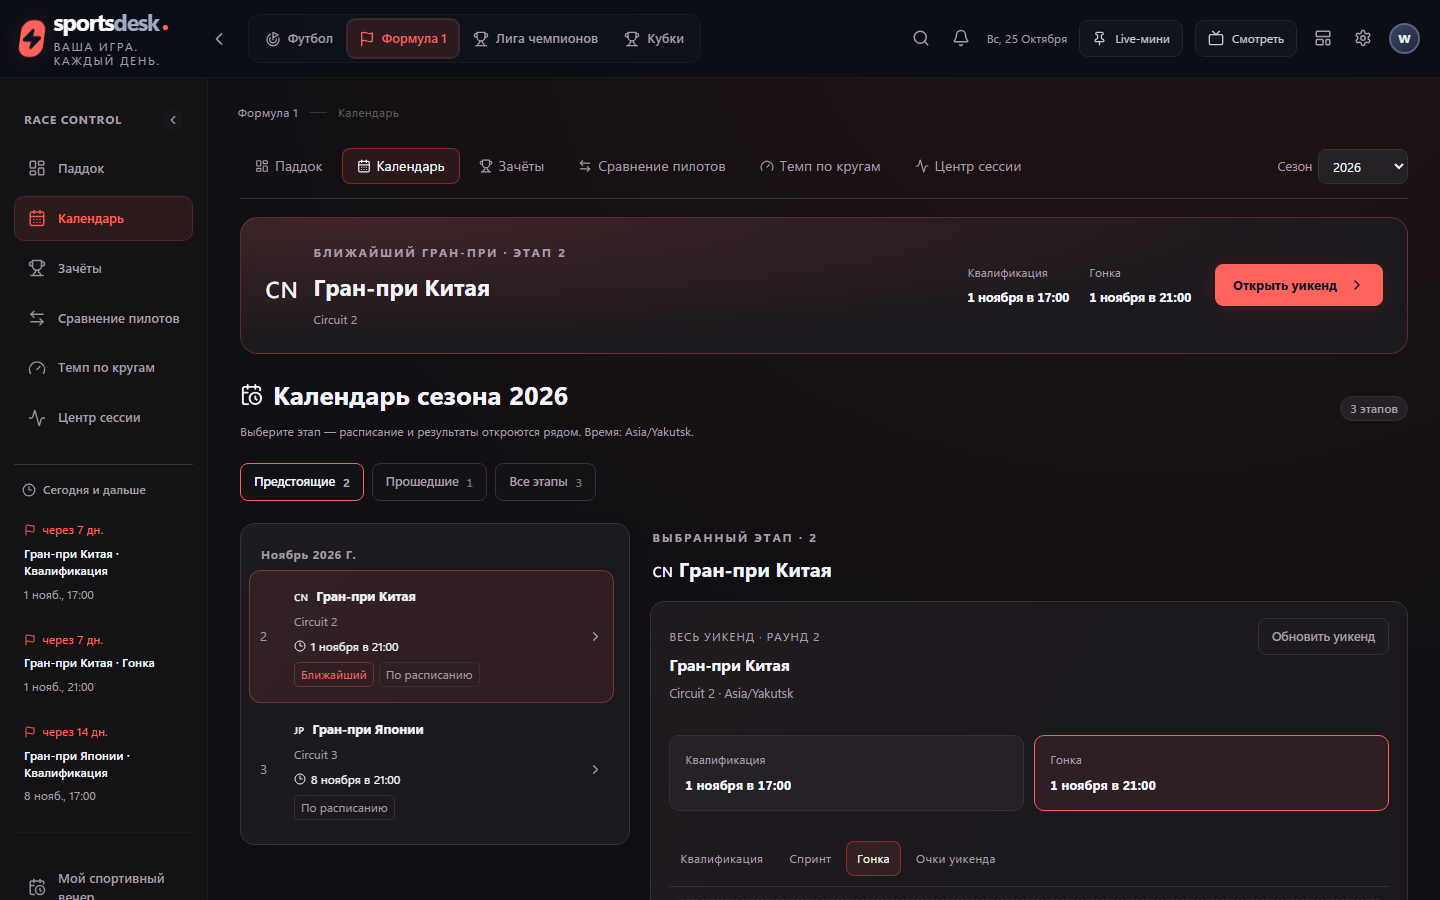 sportsdesk
ВАША ИГРА.
КАЖДЫЙ ДЕНЬ.
Футбол
Формула 1
Лига чемпионов
Кубки
Вс, 25 Октября
Live-мини
Смотреть
W
RACE CONTROL
Паддок
Календарь
Зачёты
Сравнение пилотов
Темп по кругам
Центр сессии
Сегодня и дальше
через 7 дн.
Гран-при Китая ·
Квалификация
1 нояб., 17:00
через 7 дн.
Гран-при Китая · Гонка
1 нояб., 21:00
через 14 дн.
Гран-при Японии ·
Квалификация
8 нояб., 17:00
Мой спортивный
вечер
Формула 1 — Календарь
Паддок
Календарь
Зачёты
Сравнение пилотов
Темп по кругам
Центр сессии
Сезон
2026
БЛИЖАЙШИЙ ГРАН-ПРИ · ЭТАП 2
CN
Гран-при Китая
Circuit 2
Квалификация
1 ноября в 17:00
Гонка
1 ноября в 21:00
Открыть уикенд
Календарь сезона 2026
3 этапов
Выберите этап — расписание и результаты откроются рядом. Время: Asia/Yakutsk.
Предстоящие 2
Прошедшие 1
Все этапы 3
Ноябрь 2026 Г.
2
CN Гран-при Китая
Circuit 2
1 ноября в 21:00
Ближайший
По расписанию
3
JP Гран-при Японии
Circuit 3
8 ноября в 21:00
По расписанию
ВЫБРАННЫЙ ЭТАП · 2
CN Гран-при Китая
ВЕСЬ УИКЕНД · РАУНД 2
Обновить уикенд
Гран-при Китая
Circuit 2 · Asia/Yakutsk
Квалификация
1 ноября в 17:00
Гонка
1 ноября в 21:00
Квалификация
Спринт
Гонка
Очки уикенда